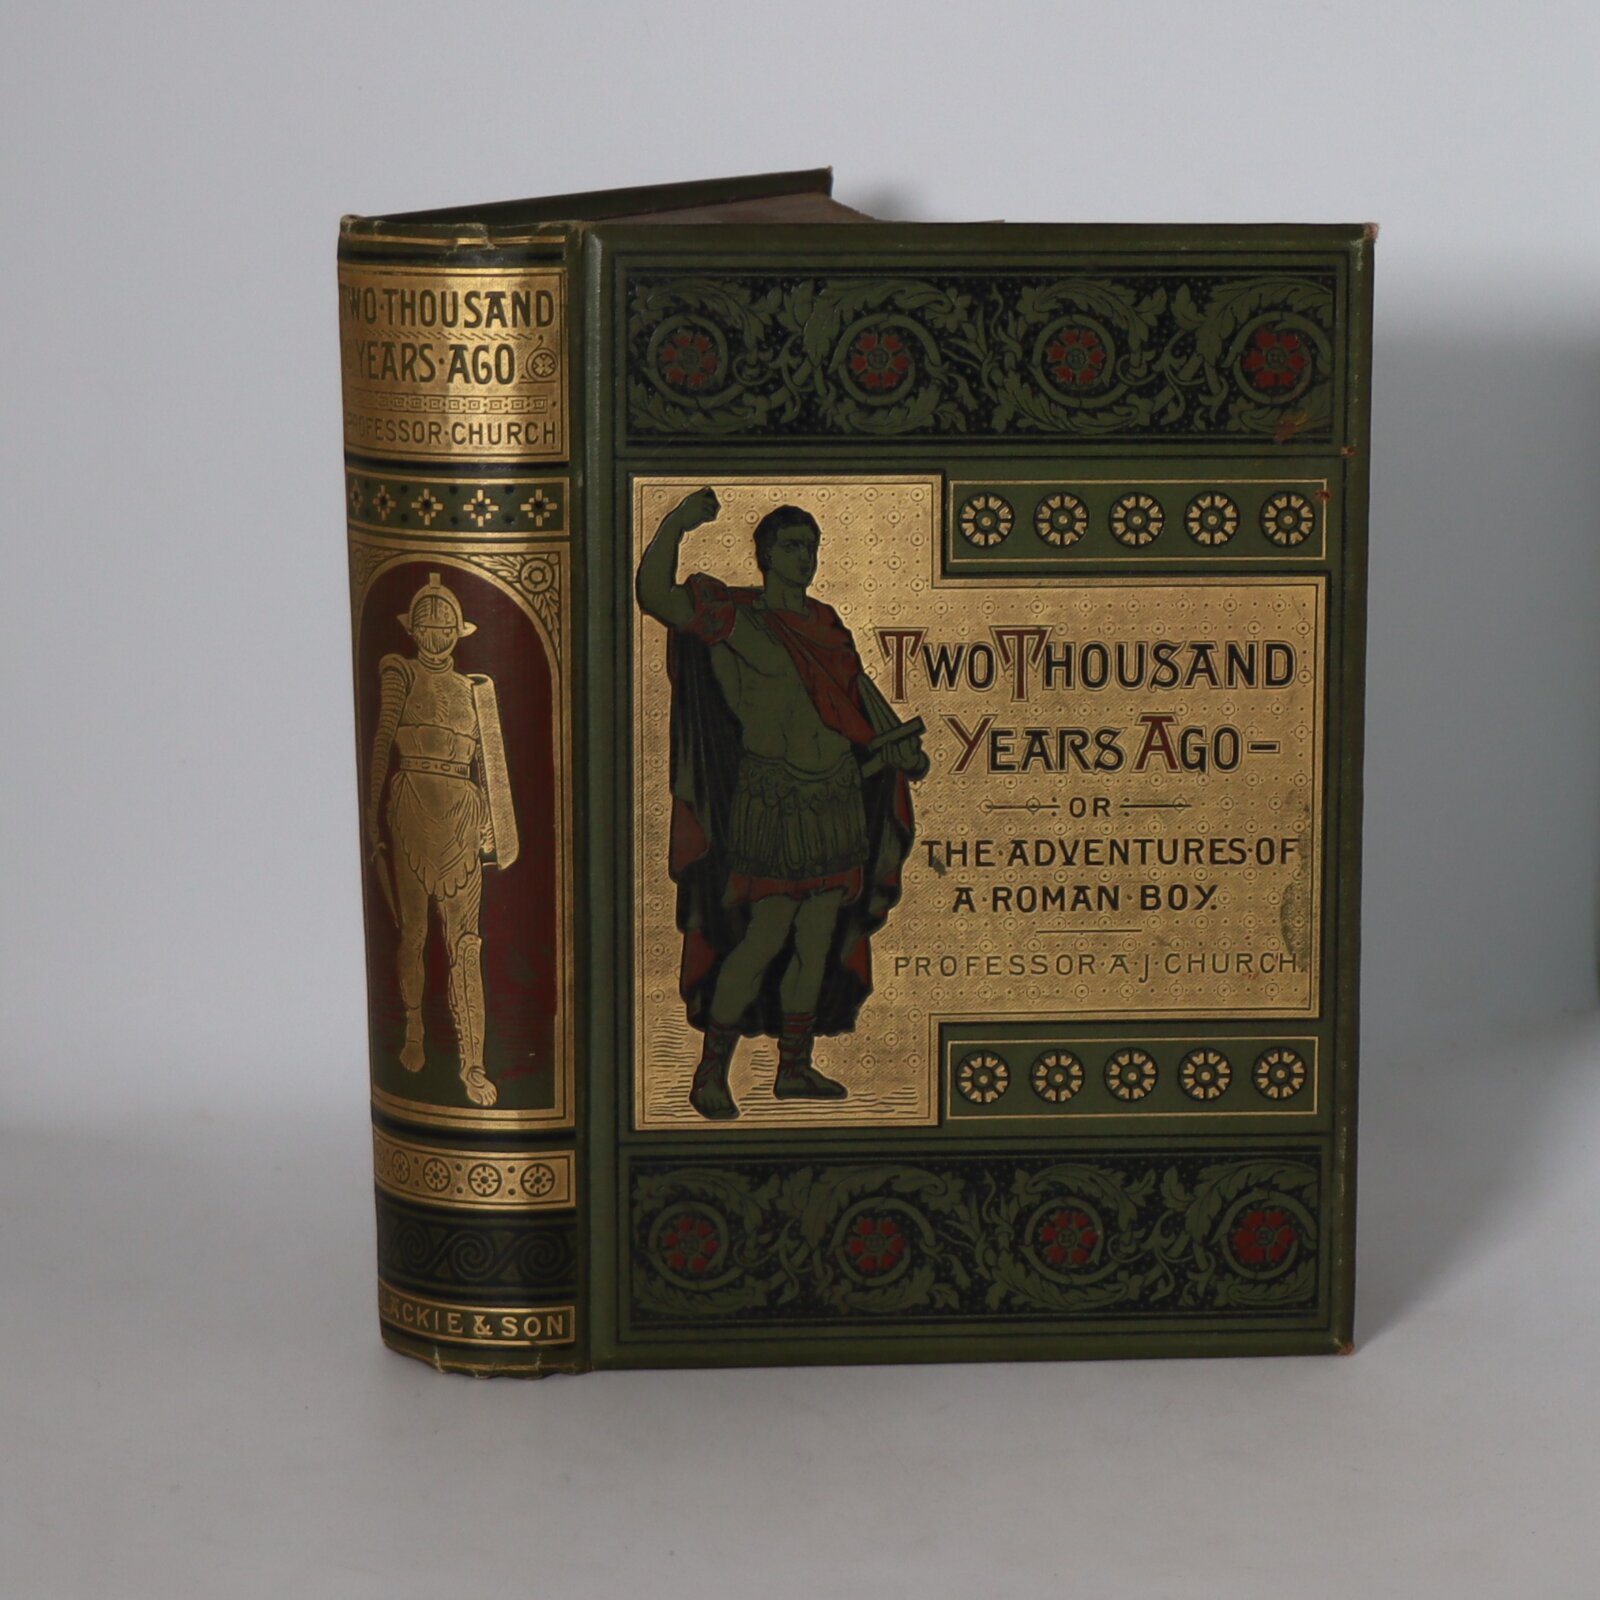 TWO·THOUSAND
YEARS·AGO
PROFESSOR·CHURCH
BLACKIE & SON
TWO THOUSAND
YEARS AGO—
OR
THE·ADVENTURES·OF
A·ROMAN·BOY.
PROFESSOR·A·J·CHURCH.